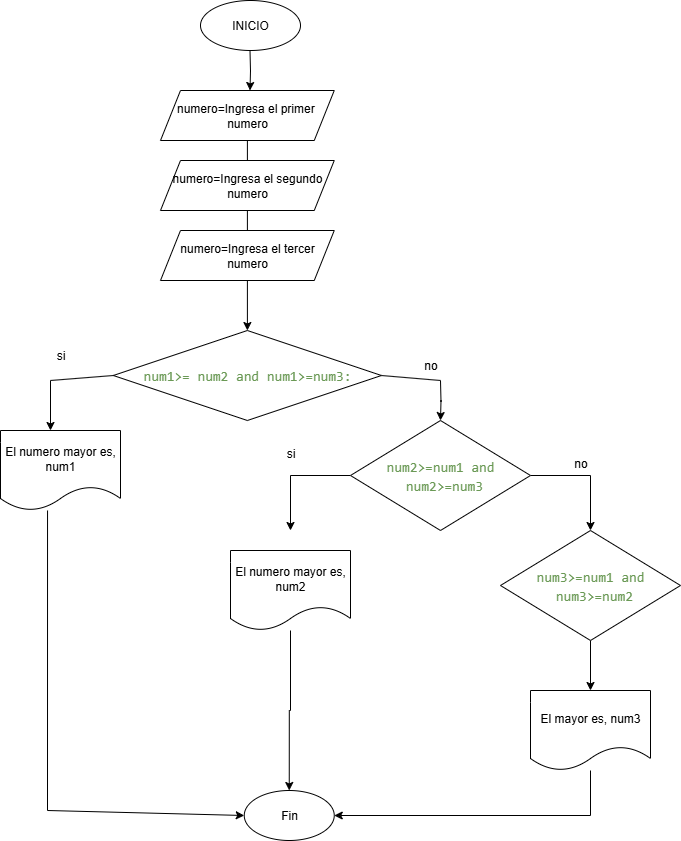 INICIO
numero=Ingresa el primer
numero
numero=Ingresa el segundo
numero
numero=Ingresa el tercer
numero
si
no
num1>= num2 and num1>=num3:
El numero mayor es,
num1
si
no
num2>=num1 and
num2>=num3
El numero mayor es,
num2
num3>=num1 and
num3>=num2
El mayor es, num3
Fin